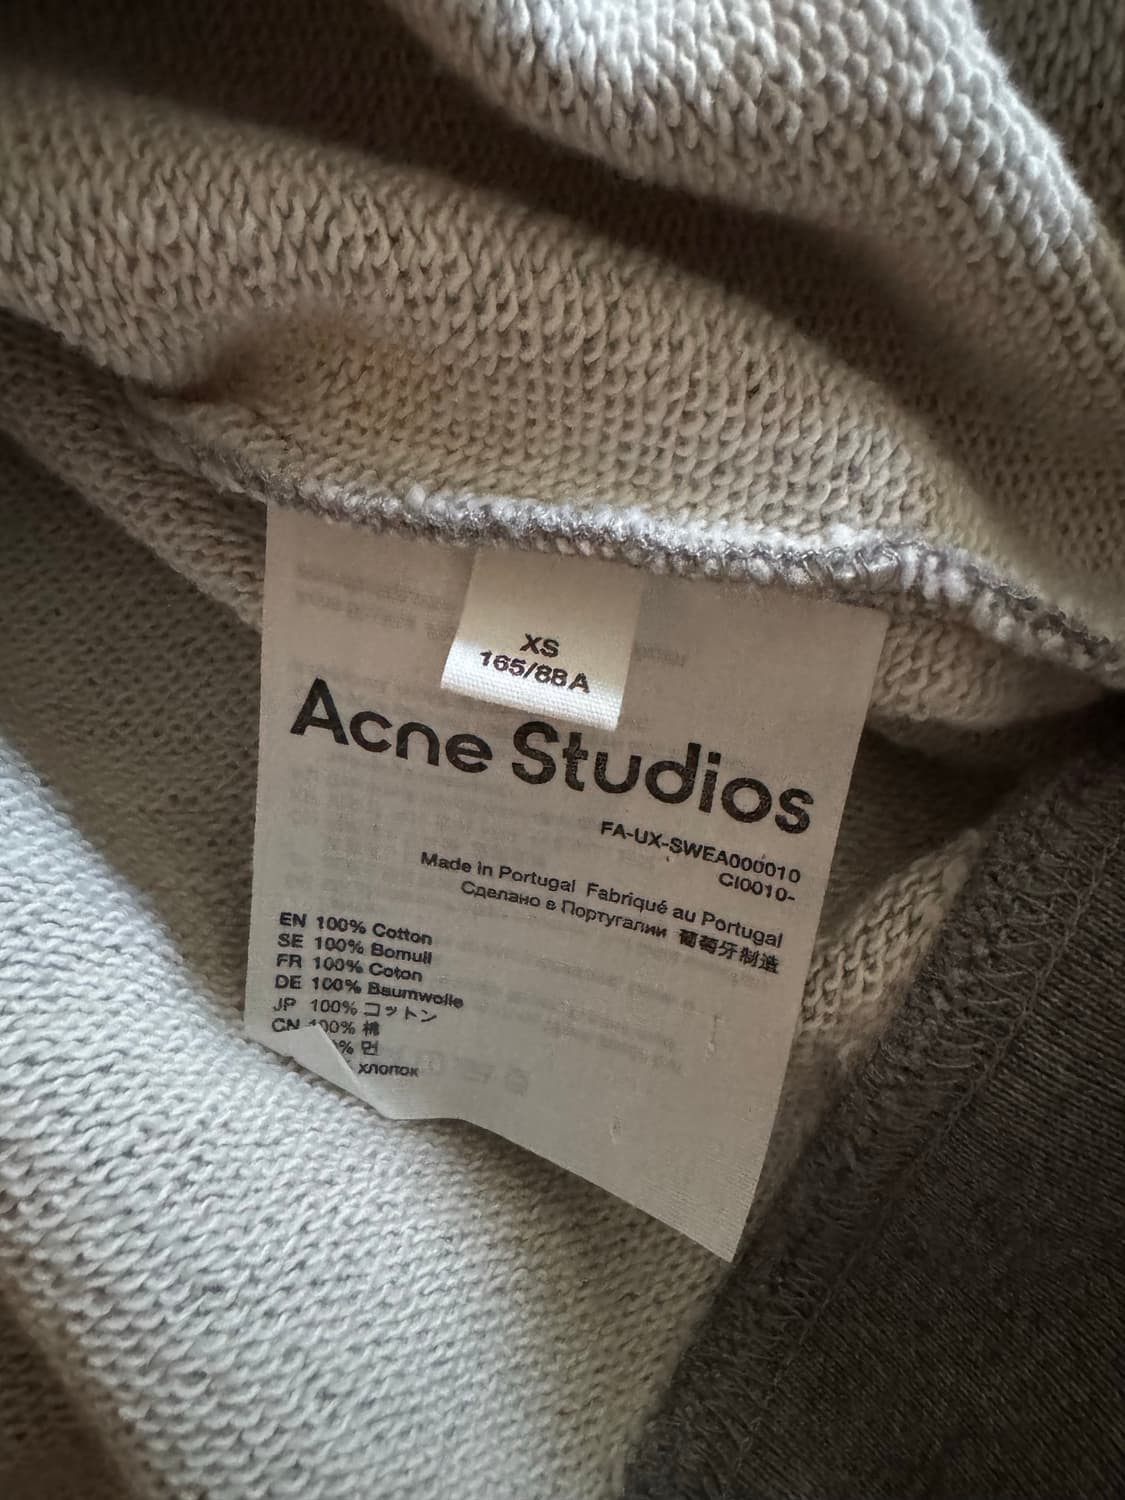 XS
165/88A
Acne Studios
FA-UX-SWEA000010
CI0010-
Made in Portugal Fabriqué au Portugal
Сделано в Португалии 葡萄牙制造
EN 100% Cotton
SE 100% Bomull
FR 100% Coton
DE 100% Baumwolle
JP 100% コットン
CN 100% 棉
% 면
хлопок